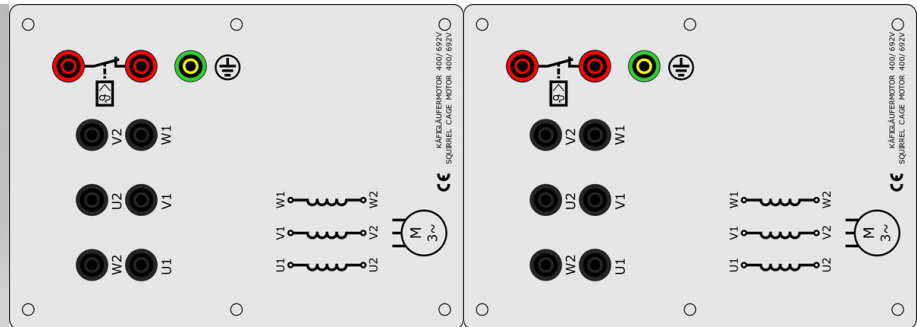 KÄFIGLÄUFERMOTOR 400/ 692V
SQUIRREL CAGE MOTOR 400/ 692V
CE
ϑ>
V2
W1
U2
V1
W2
U1
W1
W2
V1
V2
U1
U2
M
3~
KÄFIGLÄUFERMOTOR 400/ 692V
SQUIRREL CAGE MOTOR 400/ 692V
CE
ϑ>
V2
W1
U2
V1
W2
U1
W1
W2
V1
V2
U1
U2
M
3~